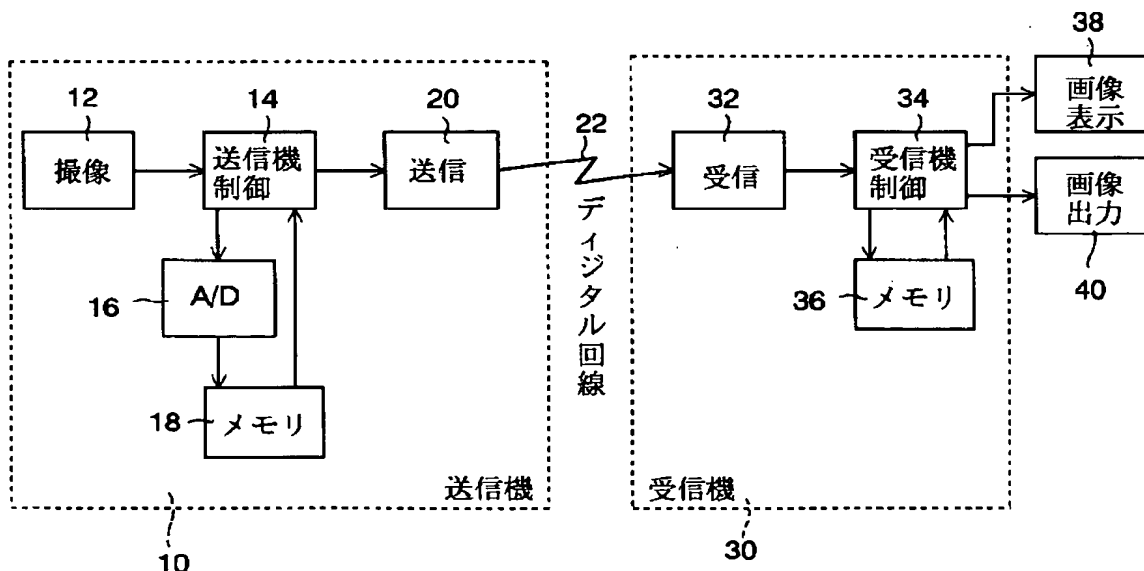 38
画像
表示
12
14
20
22
32
34
撮像
送信機
制御
送信
受信
受信機
制御
画像
出力
40
ディジタル回線
16
A/D
36
メモリ
18
メモリ
送信機
受信機
10
30